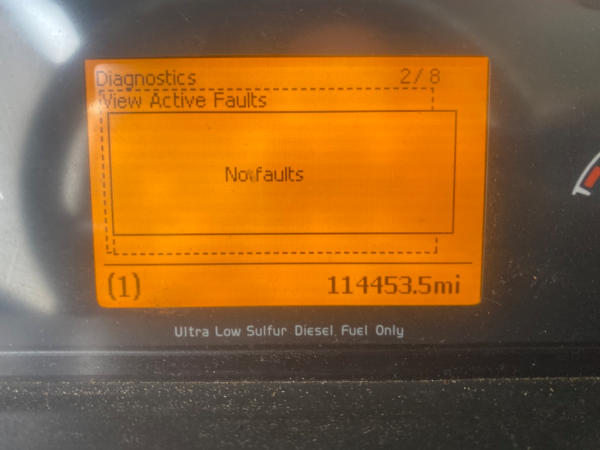 Diagnostics 2/8
View Active Faults
No faults
(1) 114453.5mi
Ultra Low Sulfur Diesel Fuel Only